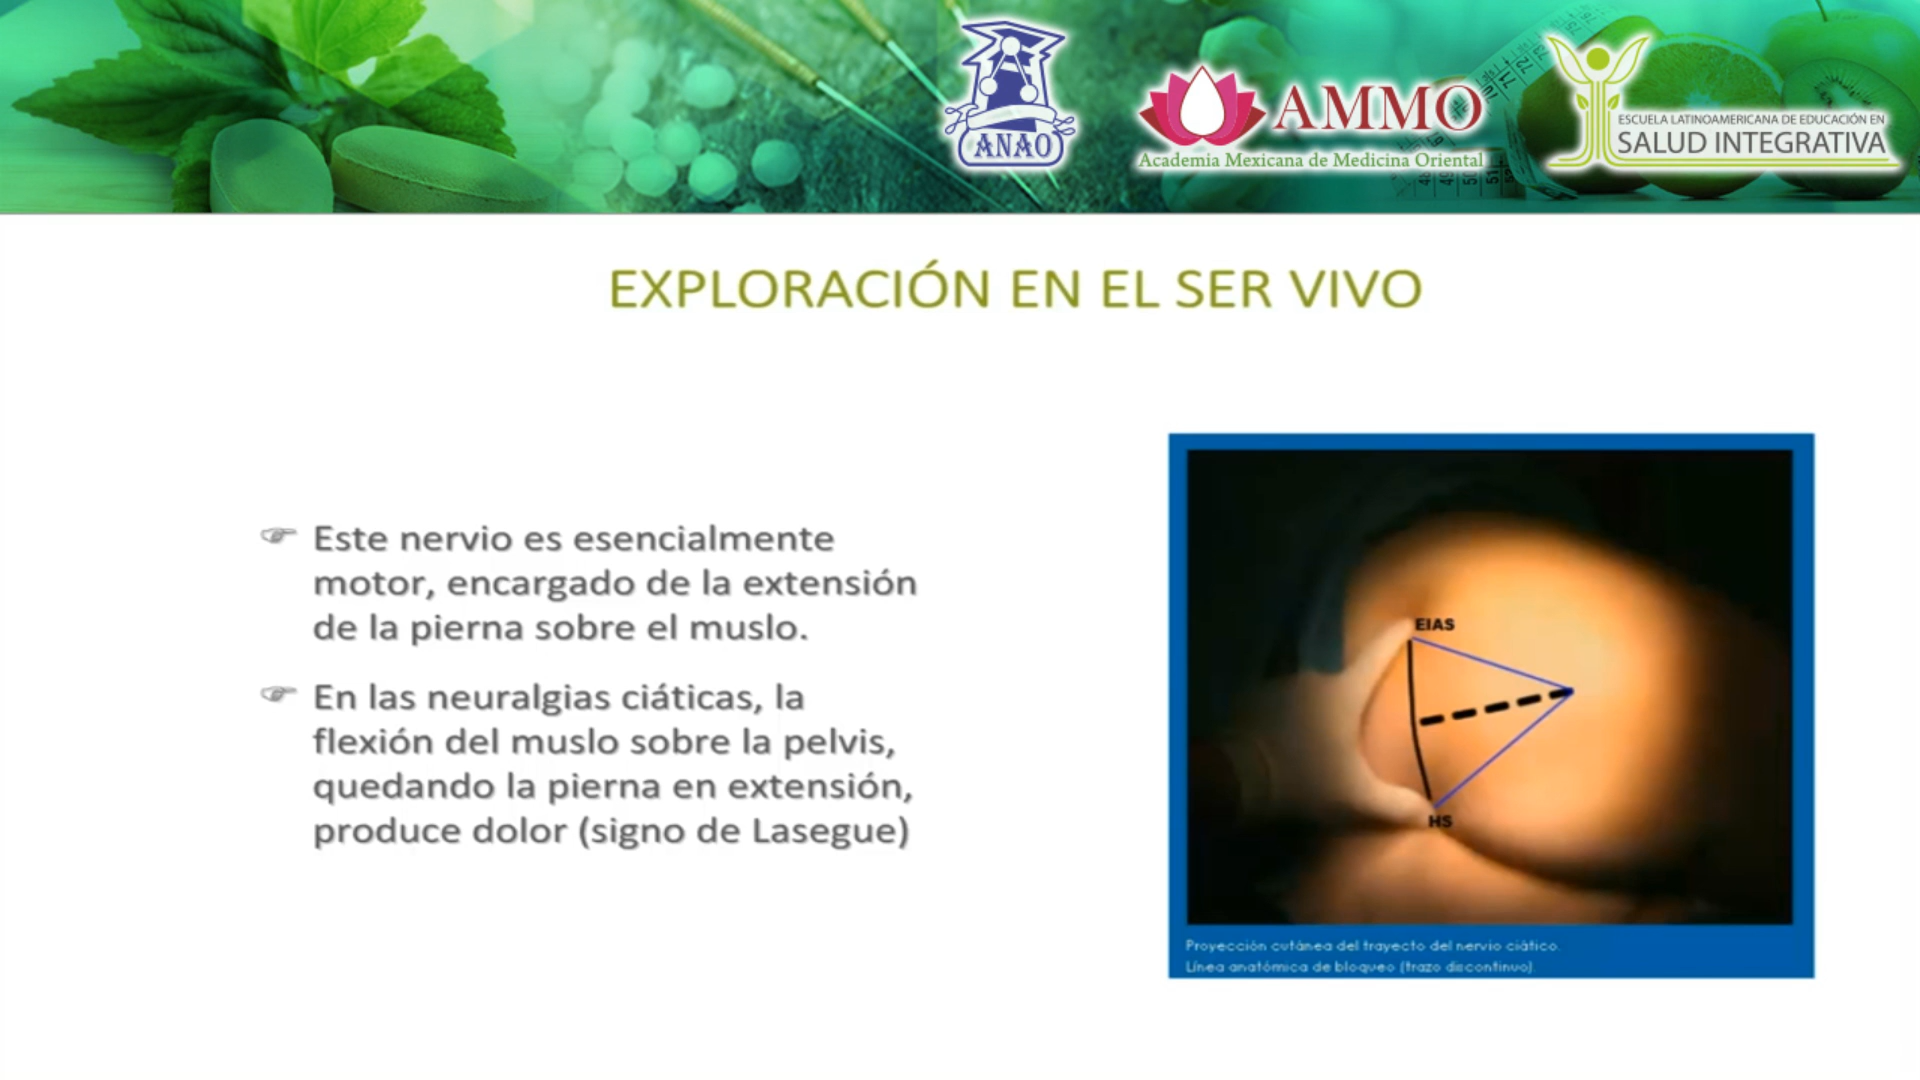 ANAO
AMMO
Academia Mexicana de Medicina Oriental
ESCUELA LATINOAMERICANA DE EDUCACIÓN EN
SALUD INTEGRATIVA
EXPLORACIÓN EN EL SER VIVO
Este nervio es esencialmente
motor, encargado de la extensión
de la pierna sobre el muslo.
En las neuralgias ciáticas, la
flexión del muslo sobre la pelvis,
quedando la pierna en extensión,
produce dolor (signo de Lasegue)
EIAS
HS
Proyección cutánea del trayecto del nervio ciático.
Línea anatómica de bloqueo (trazo discontinuo).